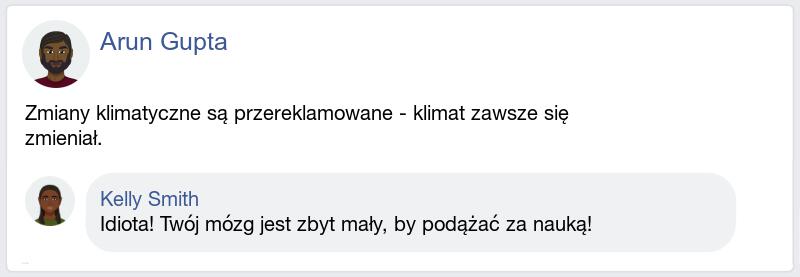 Arun Gupta
Zmiany klimatyczne są przereklamowane - klimat zawsze się
zmieniał.
Kelly Smith
Idiota! Twój mózg jest zbyt mały, by podążać za nauką!